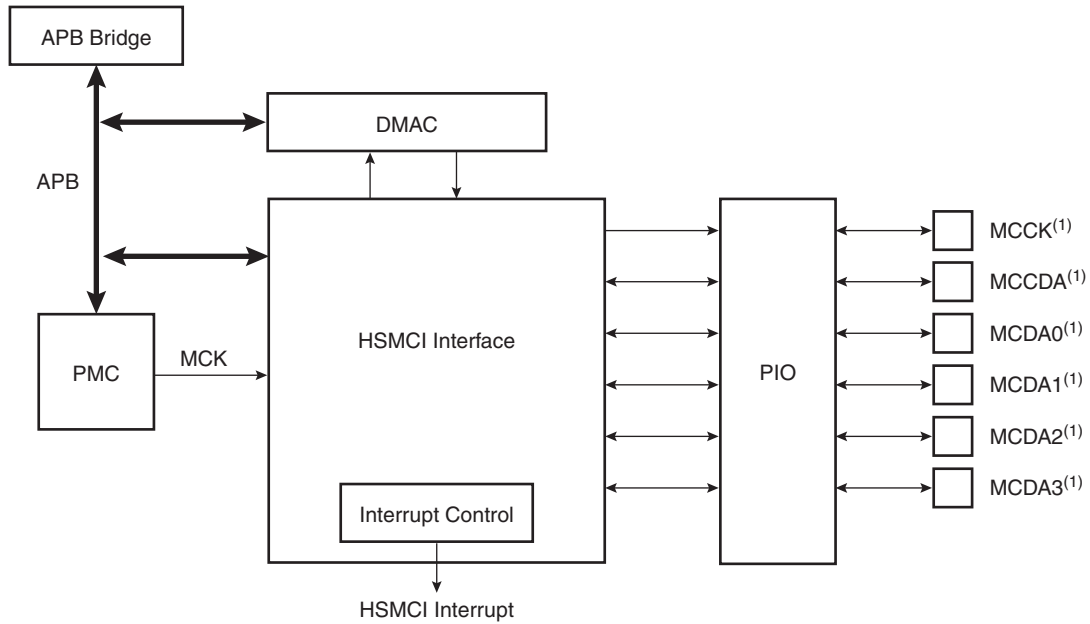 APB Bridge
DMAC
APB
MCCK(1)
MCCDA(1)
HSMCI Interface
MCDA0(1)
MCK
PMC
PIO
MCDA1(1)
MCDA2(1)
MCDA3(1)
Interrupt Control
HSMCI Interrupt